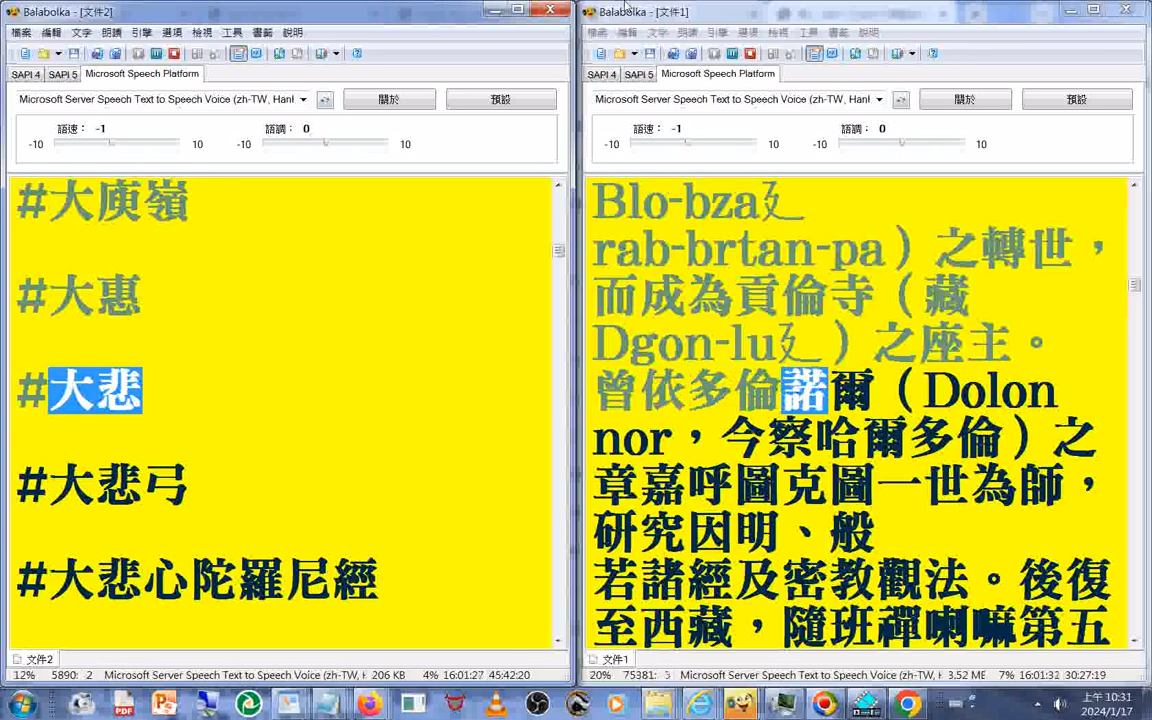 Balabolka - [文件2]
檔案 編輯 文字 朗讀 引擎 選項 檢視 工具 書籤 說明
SAPI 4 SAPI 5 Microsoft Speech Platform
Microsoft Server Speech Text to Speech Voice (zh-TW, Hanl
關於 預設
語速： -1 語調： 0
-10 10 -10 10
#大庾嶺
#大惠
#大悲
#大悲弓
#大悲心陀羅尼經
文件2
12% 5890: 2 Microsoft Server Speech Text to Speech Voice (zh-TW, H 206 KB 4% 16:01:27 45:42:20
Balabolka - [文件1]
檔案 編輯 文字 朗讀 引擎 選項 檢視 工具 書籤 說明
SAPI 4 SAPI 5 Microsoft Speech Platform
Microsoft Server Speech Text to Speech Voice (zh-TW, Hanl
關於 預設
語速： -1 語調： 0
-10 10 -10 10
Blo-bza廴
rab-brtan-pa）之轉世，
而成為貢倫寺（藏
Dgon-lu廴）之座主。
曾依多倫諾爾（Dolon
nor，今察哈爾多倫）之
章嘉呼圖克圖一世為師，
研究因明、般
若諸經及密教觀法。後復
至西藏，隨班禪喇嘛第五
文件1
20% 75381: 3 Microsoft Server Speech Text to Speech Voice (zh-TW, H 3.52 ME 7% 16:01:32 30:27:19
上午 10:31
2024/1/17